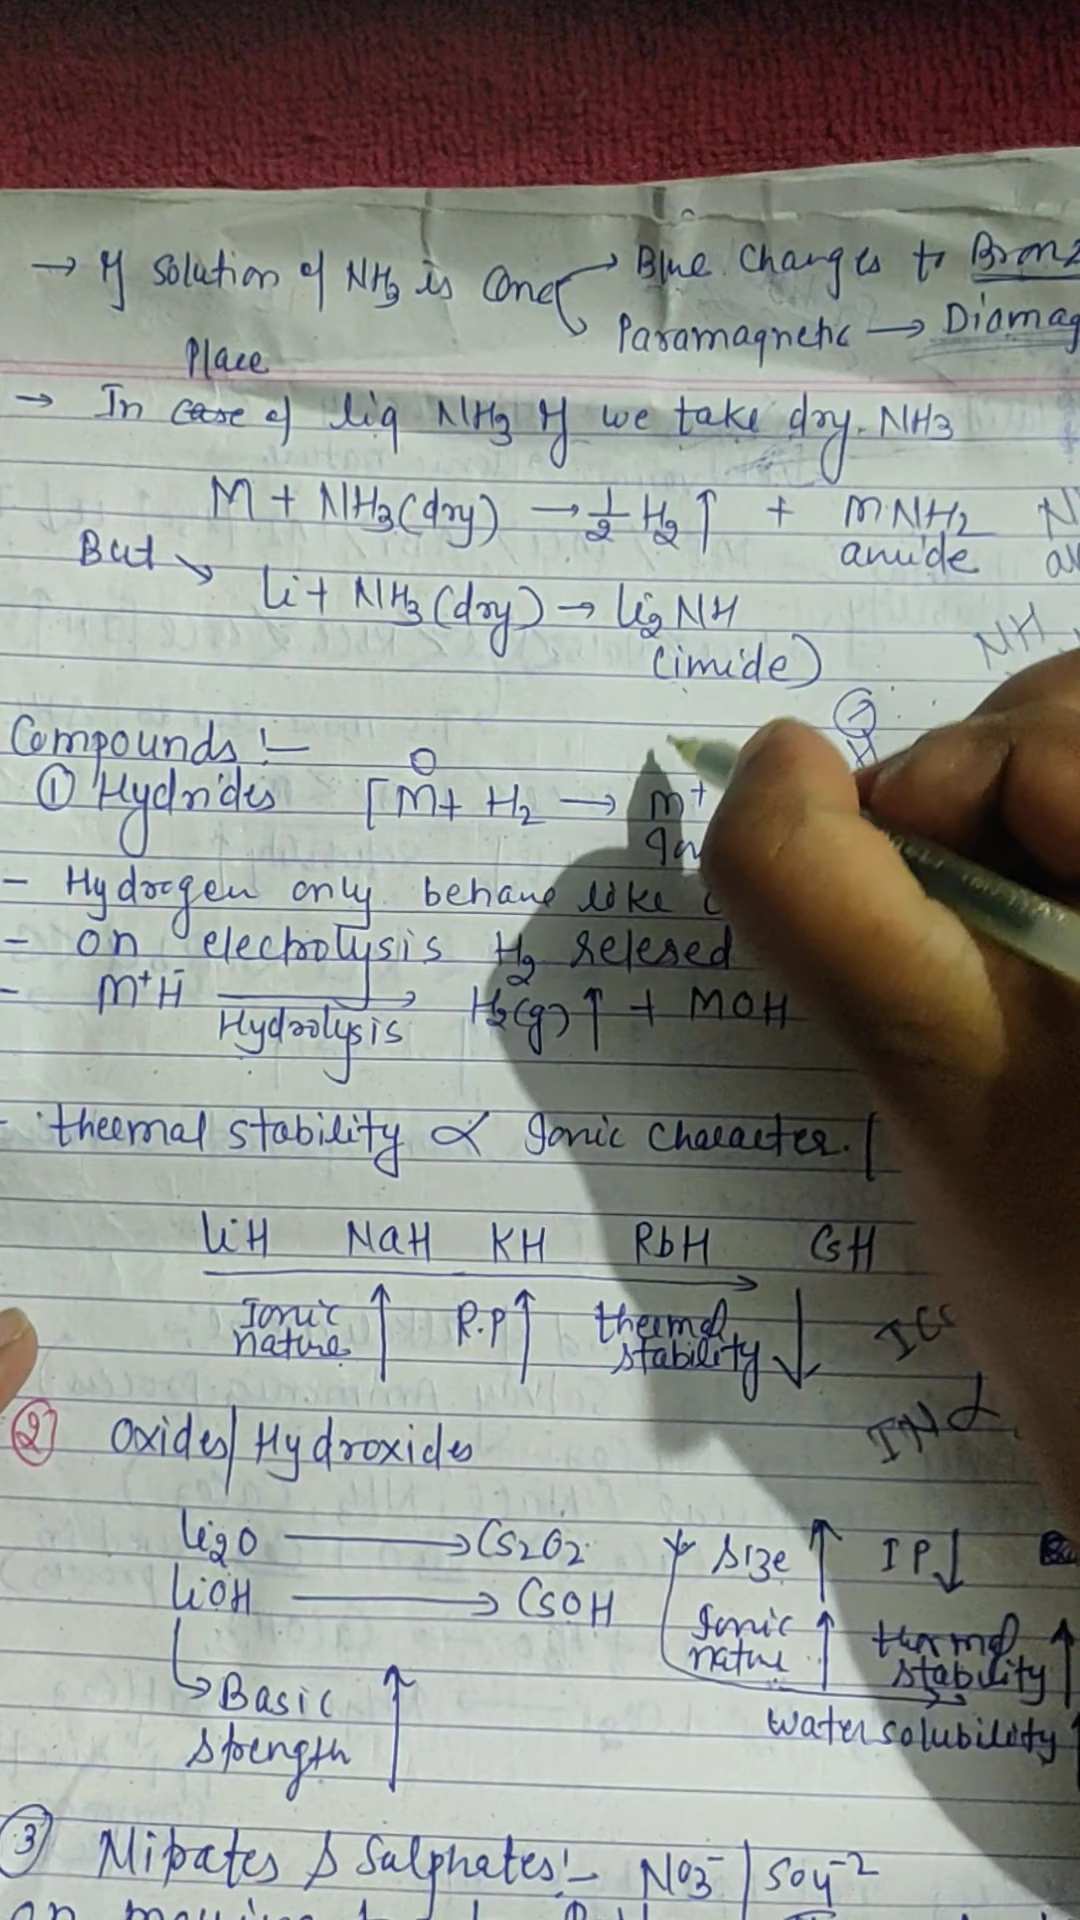 → If solution of NH3 is Conc → Blue changes to Bronz
Paramagnetic → Diamag
Place
→ In case of liq NH3 If we take dry. NH3
M + NH3(dry) → 1/2 H2 ↑ + MNH2
amide
But ↘
Li + NH3(dry) → Li2NH
(imide)
NH
Compounds :-
① Hydrides [M + H2 → M+
O
- Hydrogen only behave like
- on electrolysis H2 relesed
- M+H- → H2(g)↑ + MOH
Hydrolysis
- thermal stability ∝ Ionic Character.
LiH NaH KH RbH CsH
Ionic nature ↑ R.P ↑ thermal stability ↓
② Oxides/Hydroxides
Li2O → Cs2O2 * Size ↑ IP↓
LiOH → CsOH Ionic nature ↑ thermal stability ↑
→ Basic strength ↑ water solubility ↑
③ Nitrates & Sulphates:- NO3- | SO4-2
on moving